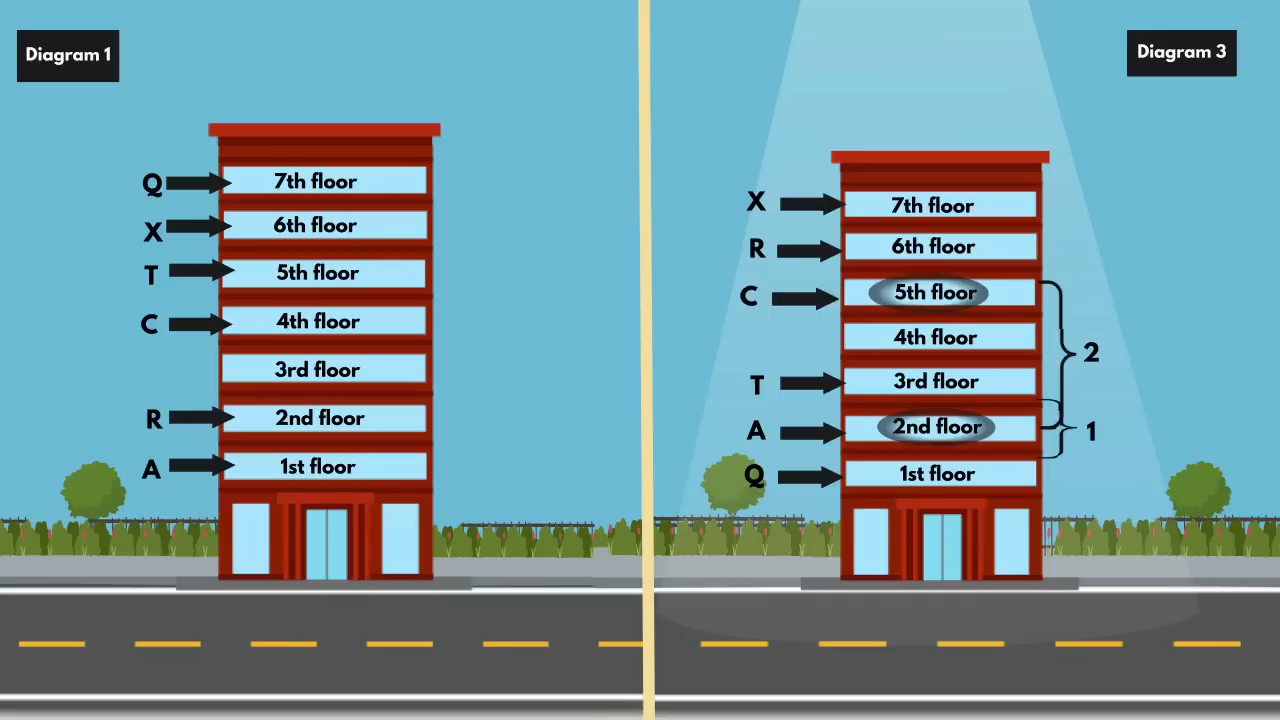 Diagram 1
Q 7th floor
X 6th floor
T 5th floor
C 4th floor
3rd floor
R 2nd floor
A 1st floor
Diagram 3
X 7th floor
R 6th floor
C 5th floor
4th floor
2
T 3rd floor
A 2nd floor
1
Q 1st floor